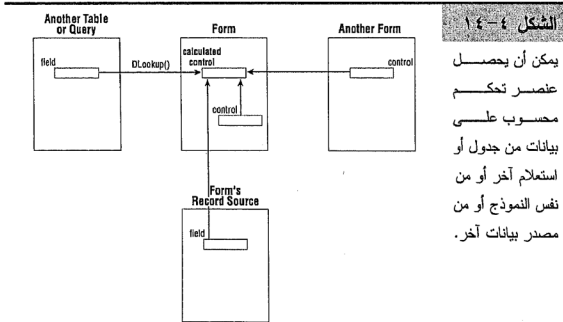 الشكل ٤-١٤
يمكن أن يحصل
عنصر تحكم
محسوب على
بيانات من جدول أو
استعلام آخر أو من
نفس النموذج أو من
مصدر بيانات آخر.
Another Table
or Query
Form
Another Form
field
DLookup()
calculated
control
control
control
Form's
Record Source
field